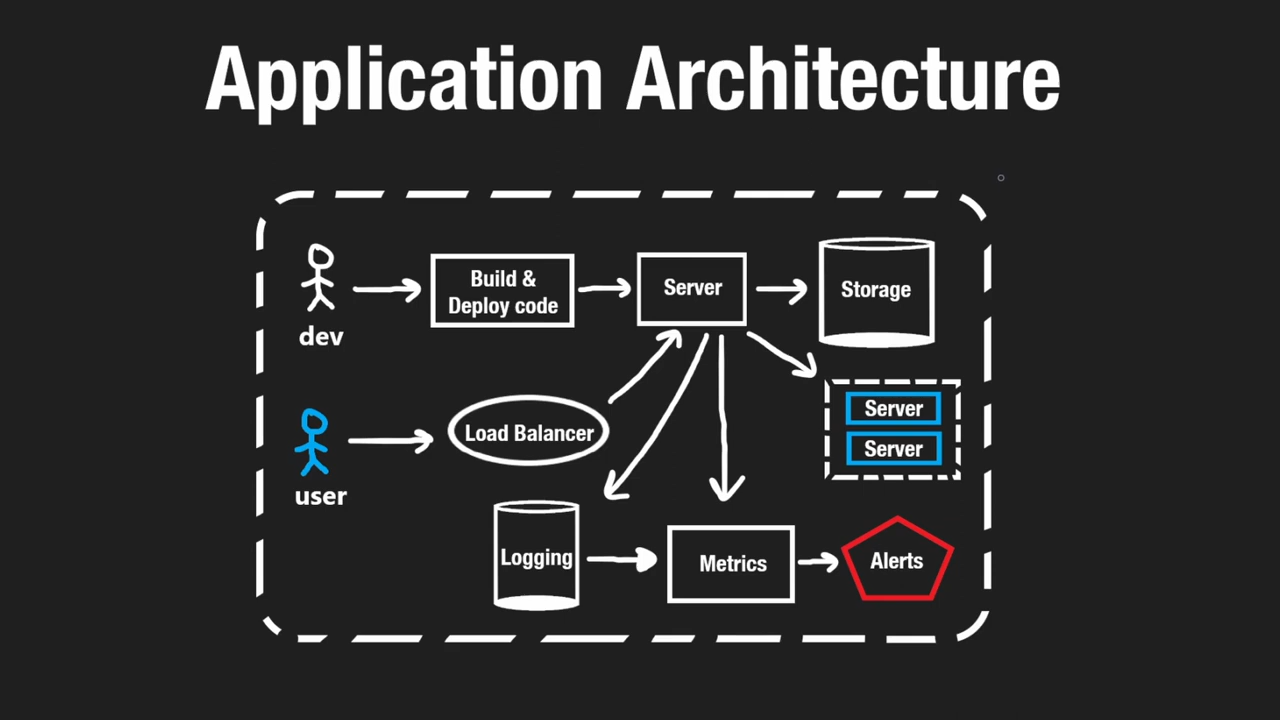 Application Architecture
Build &
Deploy code
Server
Storage
dev
Server
Load Balancer
Server
user
Logging
Metrics
Alerts